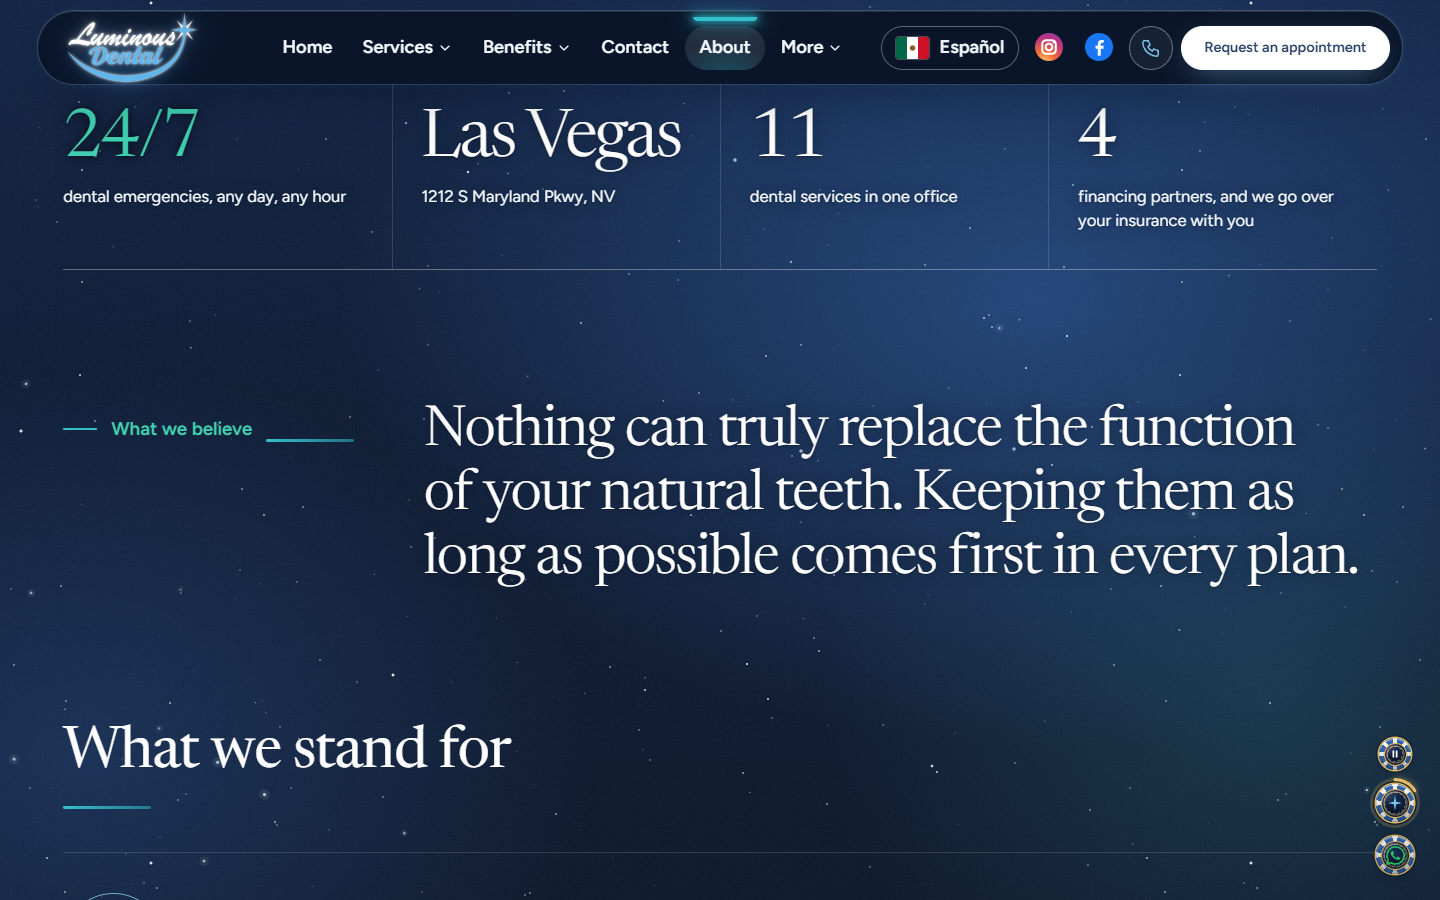 Luminous
Dental
Home
Services
Benefits
Contact
About
More
Español
Request an appointment
24/7
dental emergencies, any day, any hour
Las Vegas
1212 S Maryland Pkwy, NV
11
dental services in one office
4
financing partners, and we go over
your insurance with you
What we believe
Nothing can truly replace the function
of your natural teeth. Keeping them as
long as possible comes first in every plan.
What we stand for